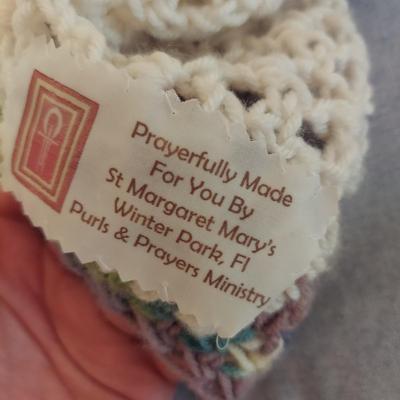 Prayerfully Made
For You By
St Margaret Mary's
Winter Park, Fl
Purls & Prayers Ministry